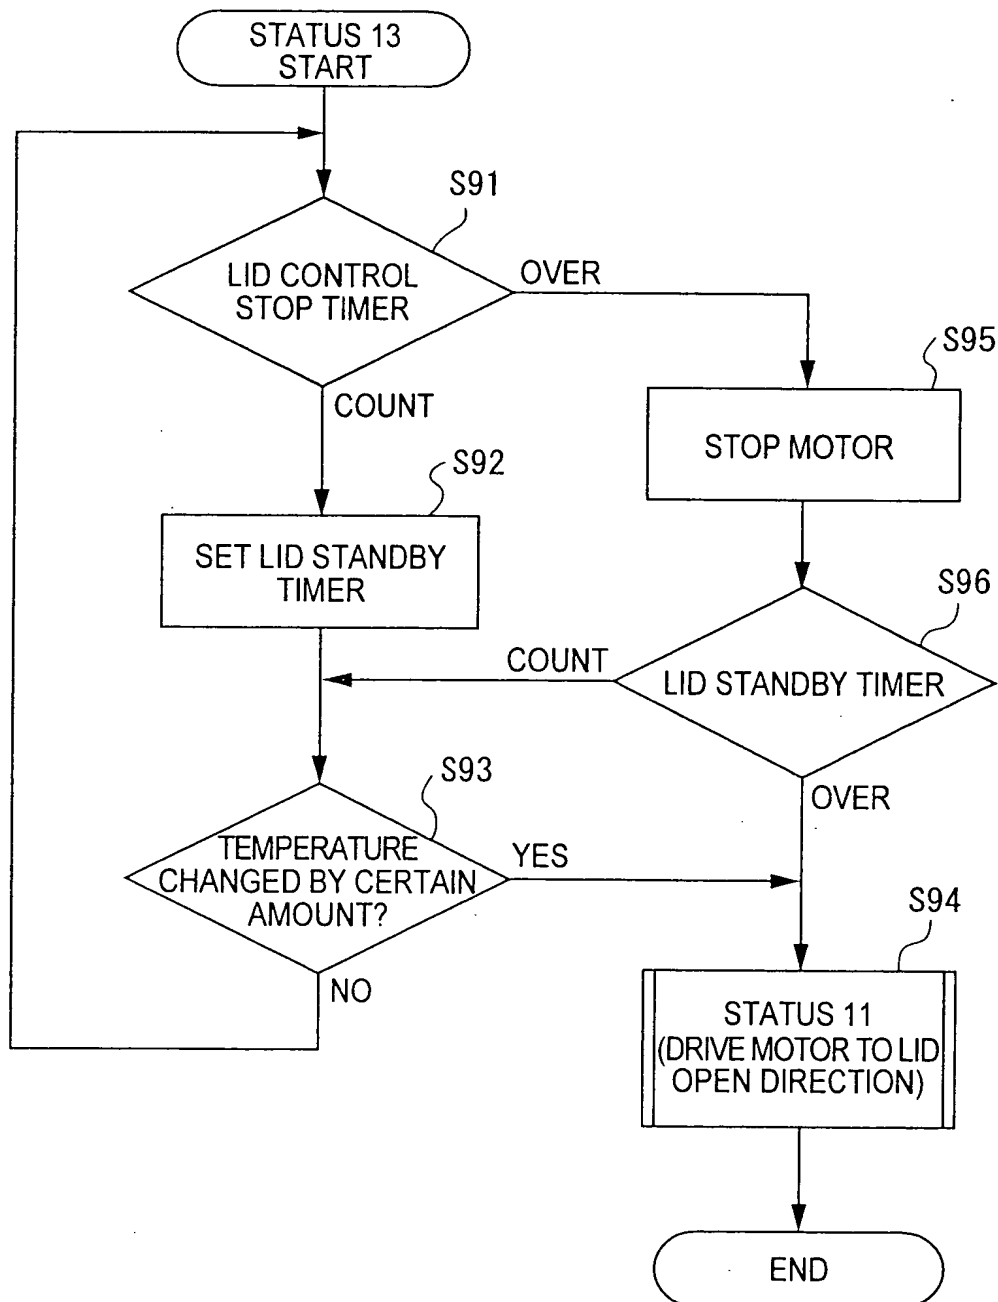 STATUS 13
START
S91
LID CONTROL
STOP TIMER
OVER
COUNT
S95
STOP MOTOR
S92
SET LID STANDBY
TIMER
S96
LID STANDBY TIMER
COUNT
OVER
S93
TEMPERATURE
CHANGED BY CERTAIN
AMOUNT?
YES
NO
S94
STATUS 11
(DRIVE MOTOR TO LID
OPEN DIRECTION)
END